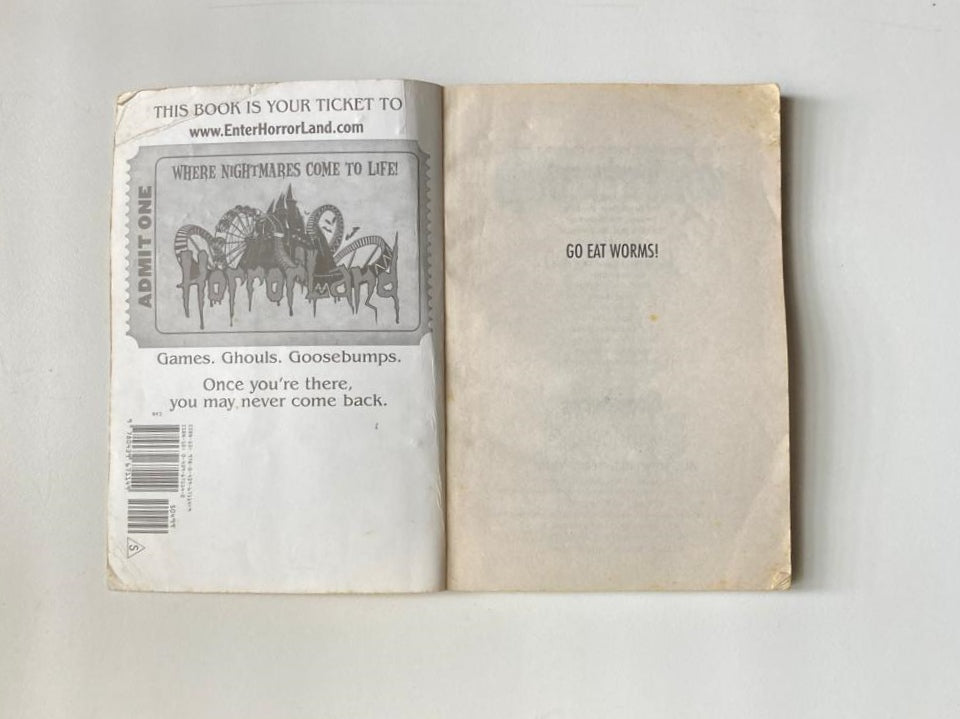 THIS BOOK IS YOUR TICKET TO
www.EnterHorrorLand.com
WHERE NIGHTMARES COME TO LIFE!
ADMIT ONE
HorrorLand
Games. Ghouls. Goosebumps.
Once you're there,
you may never come back.
S
GO EAT WORMS!